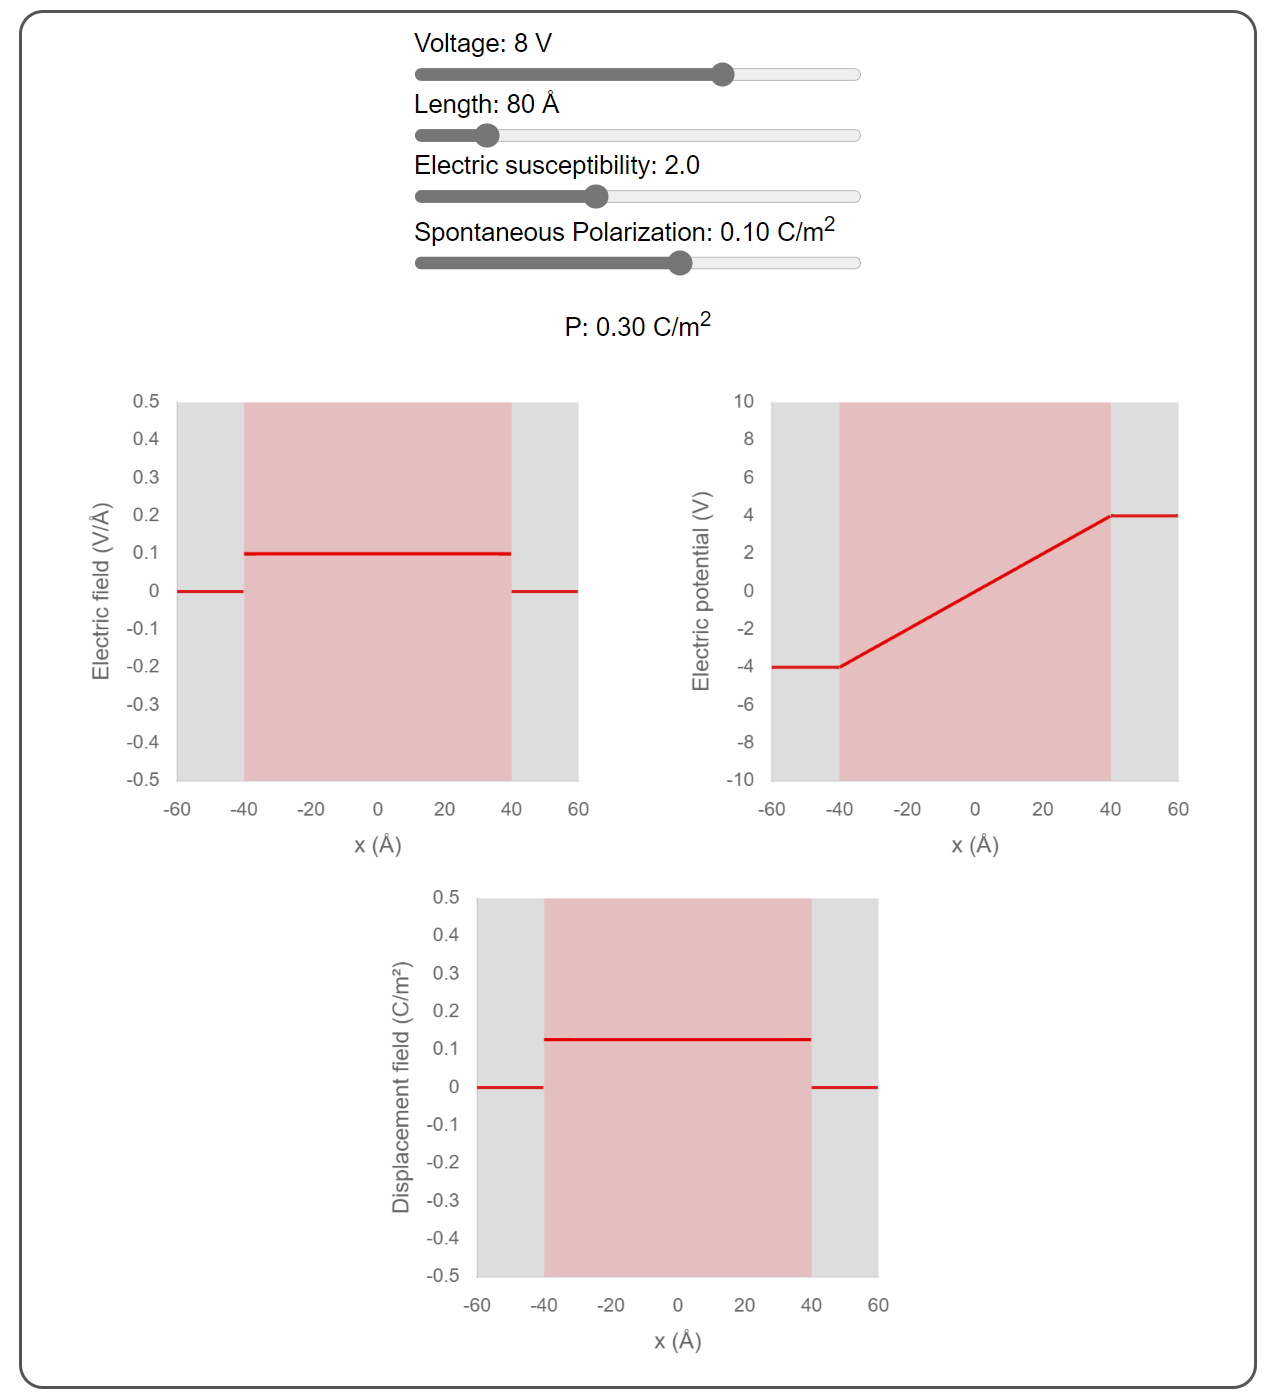 Voltage: 8 V
Length: 80 Å
Electric susceptibility: 2.0
Spontaneous Polarization: 0.10 C/m²
P: 0.30 C/m²
Electric field (V/Å)
0.5
0.4
0.3
0.2
0.1
0
-0.1
-0.2
-0.3
-0.4
-0.5
-60 -40 -20 0 20 40 60
x (Å)
Electric potential (V)
10
8
6
4
2
0
-2
-4
-6
-8
-10
-60 -40 -20 0 20 40 60
x (Å)
Displacement field (C/m²)
0.5
0.4
0.3
0.2
0.1
0
-0.1
-0.2
-0.3
-0.4
-0.5
-60 -40 -20 0 20 40 60
x (Å)